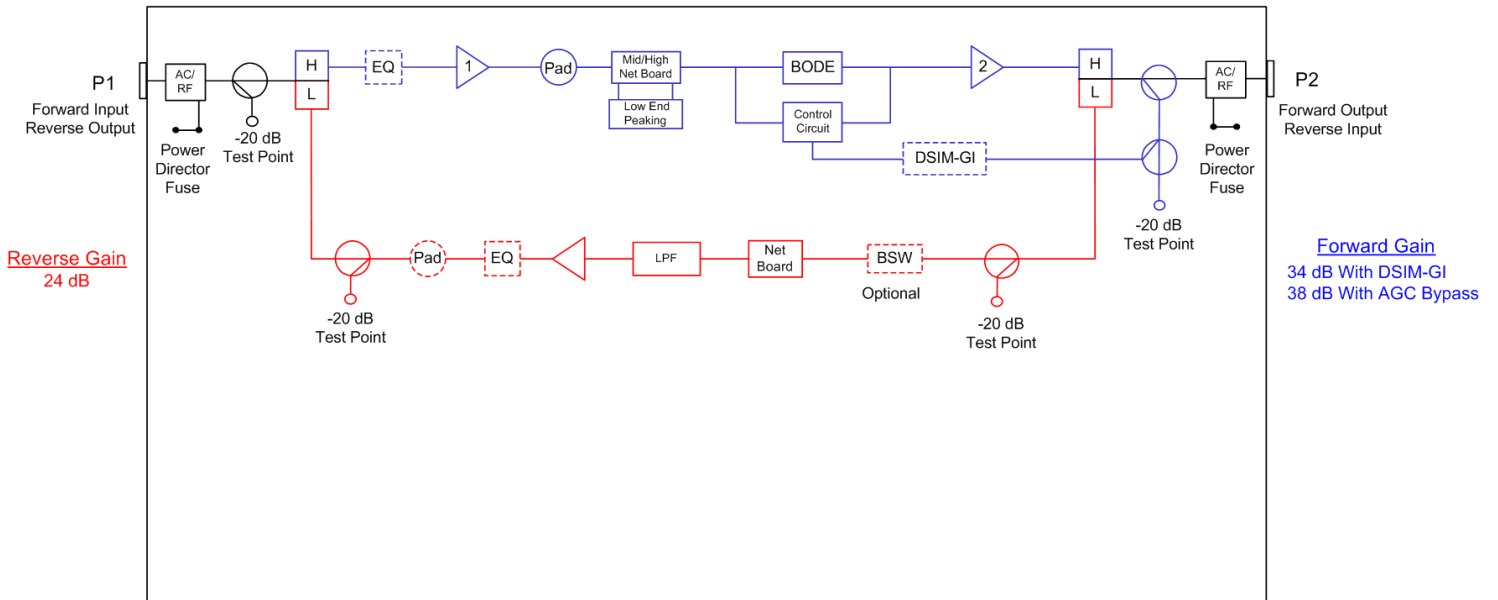 P1
Forward Input
Reverse Output
AC/
RF
Power
Director
Fuse
-20 dB
Test Point
H
L
EQ
1
Pad
Mid/High
Net Board
Low End
Peaking
BODE
Control
Circuit
DSIM-GI
2
H
L
-20 dB
Test Point
AC/
RF
Power
Director
Fuse
P2
Forward Output
Reverse Input
Reverse Gain
24 dB
-20 dB
Test Point
Pad
EQ
LPF
Net
Board
BSW
Optional
-20 dB
Test Point
Forward Gain
34 dB With DSIM-GI
38 dB With AGC Bypass